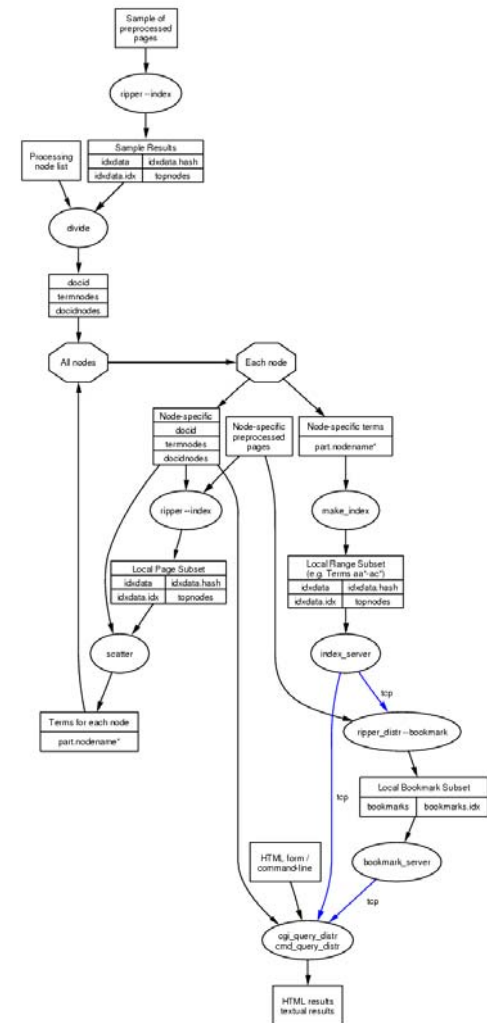 Sample of
preprocessed
pages
ripper --index
Processing
node list
Sample Results
idxdata
idxdata.hash
idxdata.idx
topnodes
divide
docid
termnodes
docidnodes
All nodes
Each node
Node-specific
docid
termnodes
docidnodes
Node-specific
preprocessed
pages
Node-specific terms
part.nodename*
ripper --index
make_index
Local Page Subset
idxdata
idxdata.hash
idxdata.idx
topnodes
Local Range Subset
(e.g. Terms aa*-ac*)
idxdata
idxdata.hash
idxdata.idx
topnodes
scatter
index_server
tcp
Terms for each node
part.nodename*
ripper_distr --bookmark
tcp
Local Bookmark Subset
bookmarks
bookmarks.idx
HTML form /
command-line
bookmark_server
tcp
cgi_query_distr
cmd_query_distr
HTML results
textual results